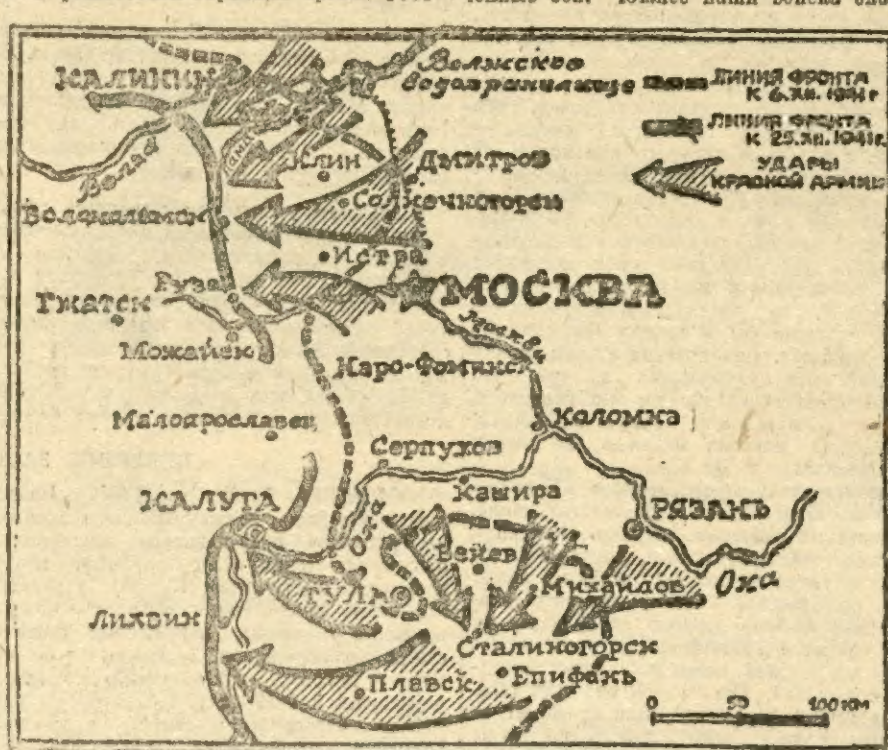 КАЛИНИН
Волжское
водохранилище
ЛИНИЯ ФРОНТА
К 6.XII.1941г
ЛИНИЯ ФРОНТА
К 25.XII.1941г.
УДАРЫ
КРАСНОЙ АРМИИ
Волга
Клин
Дмитров
Солнечногорск
Волоколамск
Истра
Руза
МОСКВА
Гжатск
Москва
Можайск
Наро-Фоминск
Малоярославец
Коломна
Серпухов
Кашира
КАЛУГА
РЯЗАНЬ
Ока
Венев
Михайлов
Ока
ТУЛА
Лихвин
Сталиногорск
Епифань
Плавск
0 50 100 КМ